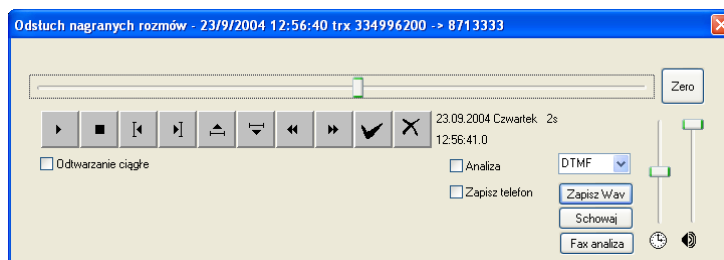 Odsłuch nagranych rozmów - 23/9/2004 12:56:40 trx 334996200 -> 8713333
Zero
23.09.2004 Czwartek 2s
12:56:41.0
Odtwarzanie ciągłe
Analiza
DTMF
Zapisz telefon
Zapisz Wav
Schowaj
Fax analiza